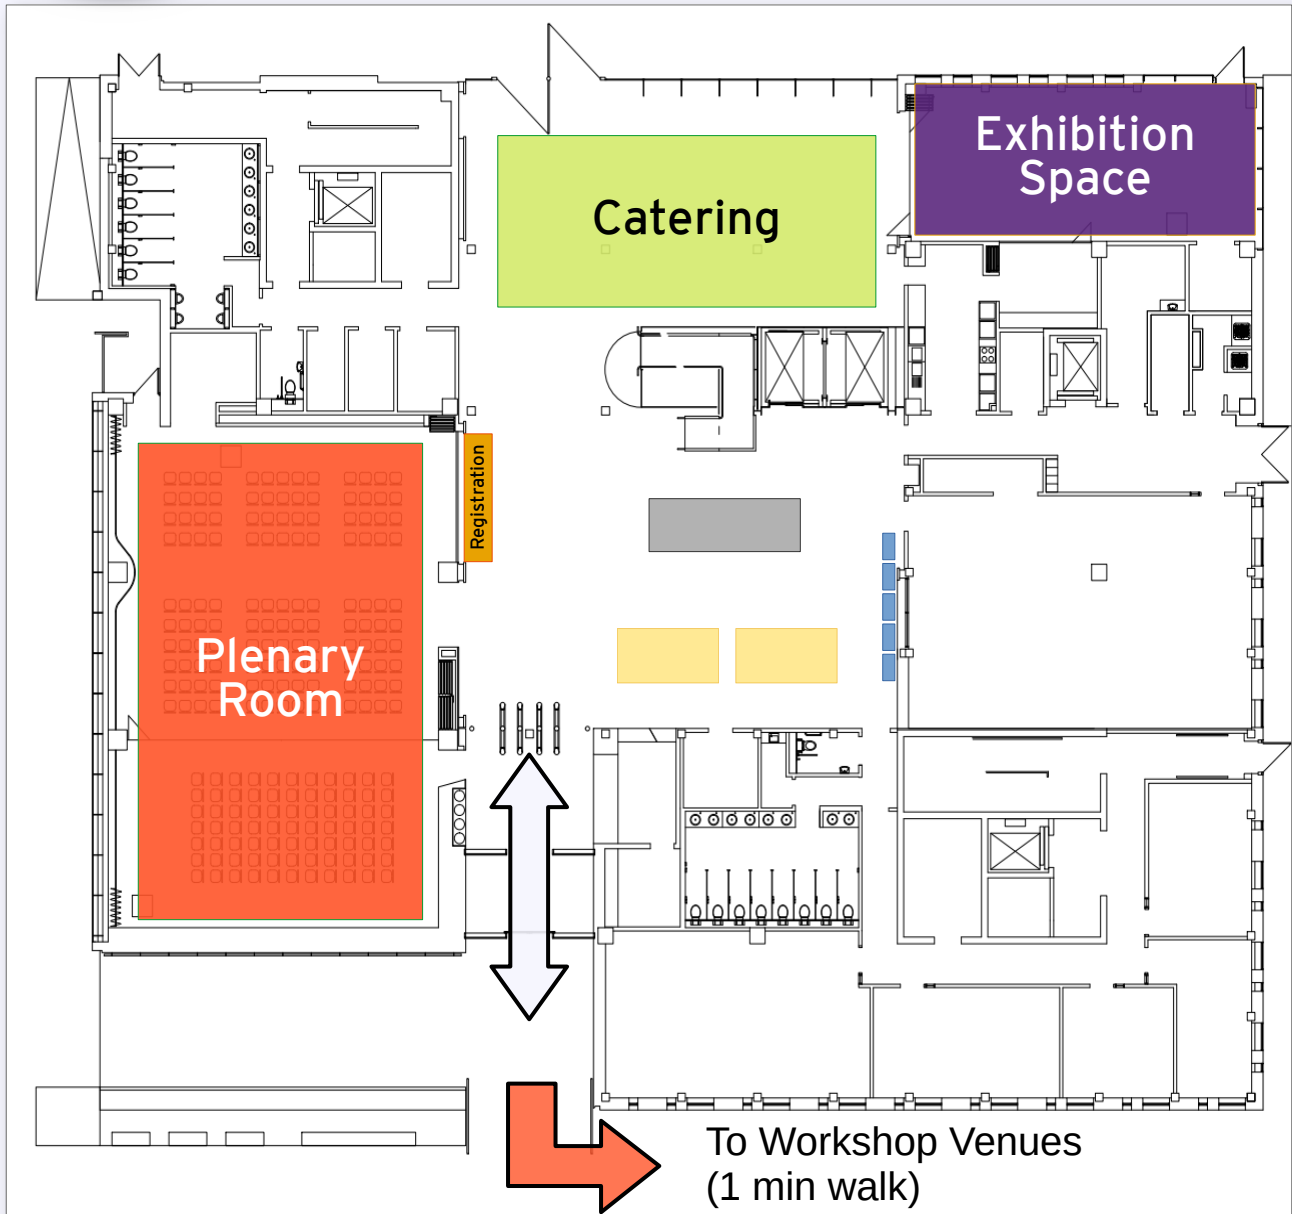 Exhibition
Space
Catering
Registration
Plenary
Room
To Workshop Venues
(1 min walk)